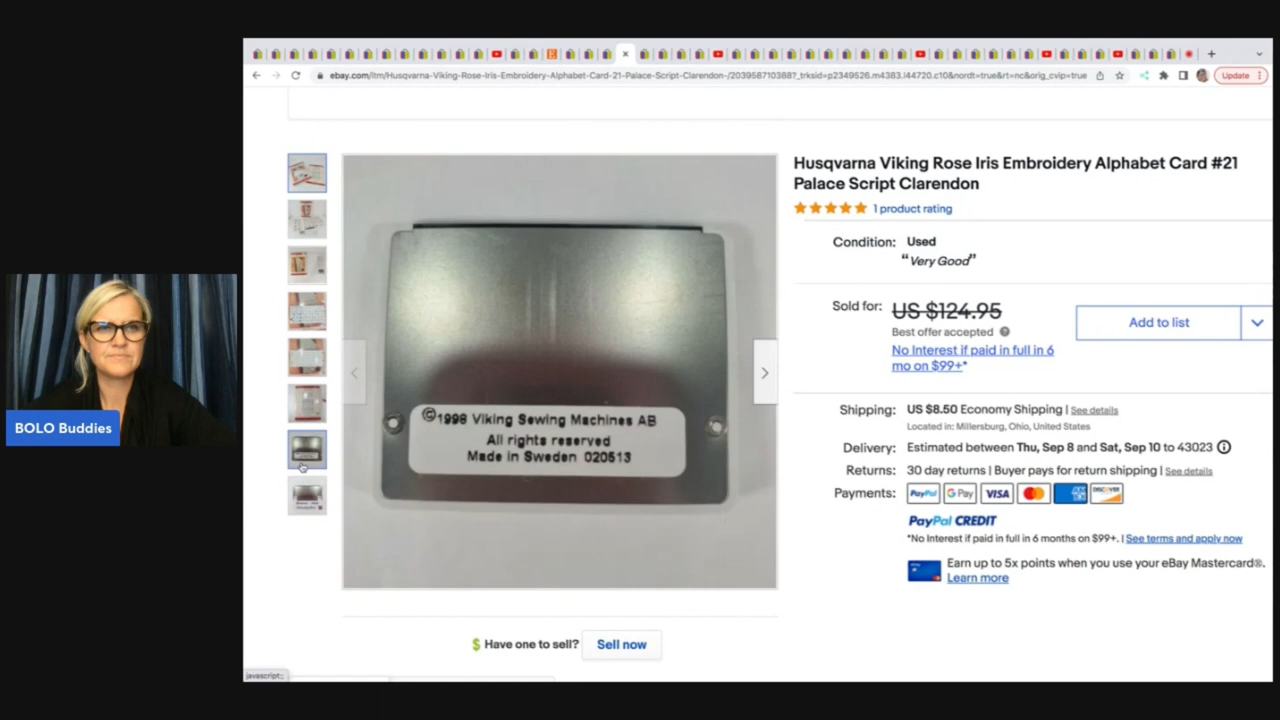 Update
ebay.com/itm/Husqvarna-Viking-Rose-Iris-Embroidery-Alphabet-Card-21-Palace-Script-Clarendon-/203958710388?_trksid=p2349526.m4383.l44720.c10&nordt=true&rt=nc&orig_cvip=true
Husqvarna Viking Rose Iris Embroidery Alphabet Card #21
Palace Script Clarendon
1 product rating
Condition: Used
“Very Good”
Sold for: US $124.95
Best offer accepted
No Interest if paid in full in 6
mo on $99+*
Add to list
©1998 Viking Sewing Machines AB
All rights reserved
Made in Sweden 020513
Shipping: US $8.50 Economy Shipping | See details
Located in: Millersburg, Ohio, United States
Delivery: Estimated between Thu, Sep 8 and Sat, Sep 10 to 43023
Returns: 30 day returns | Buyer pays for return shipping | See details
Payments: PayPal G Pay VISA DISCOVER
PayPal CREDIT
*No Interest if paid in full in 6 months on $99+. | See terms and apply now
Earn up to 5x points when you use your eBay Mastercard®.
Learn more
$ Have one to sell? Sell now
BOLO Buddies
javascript:;